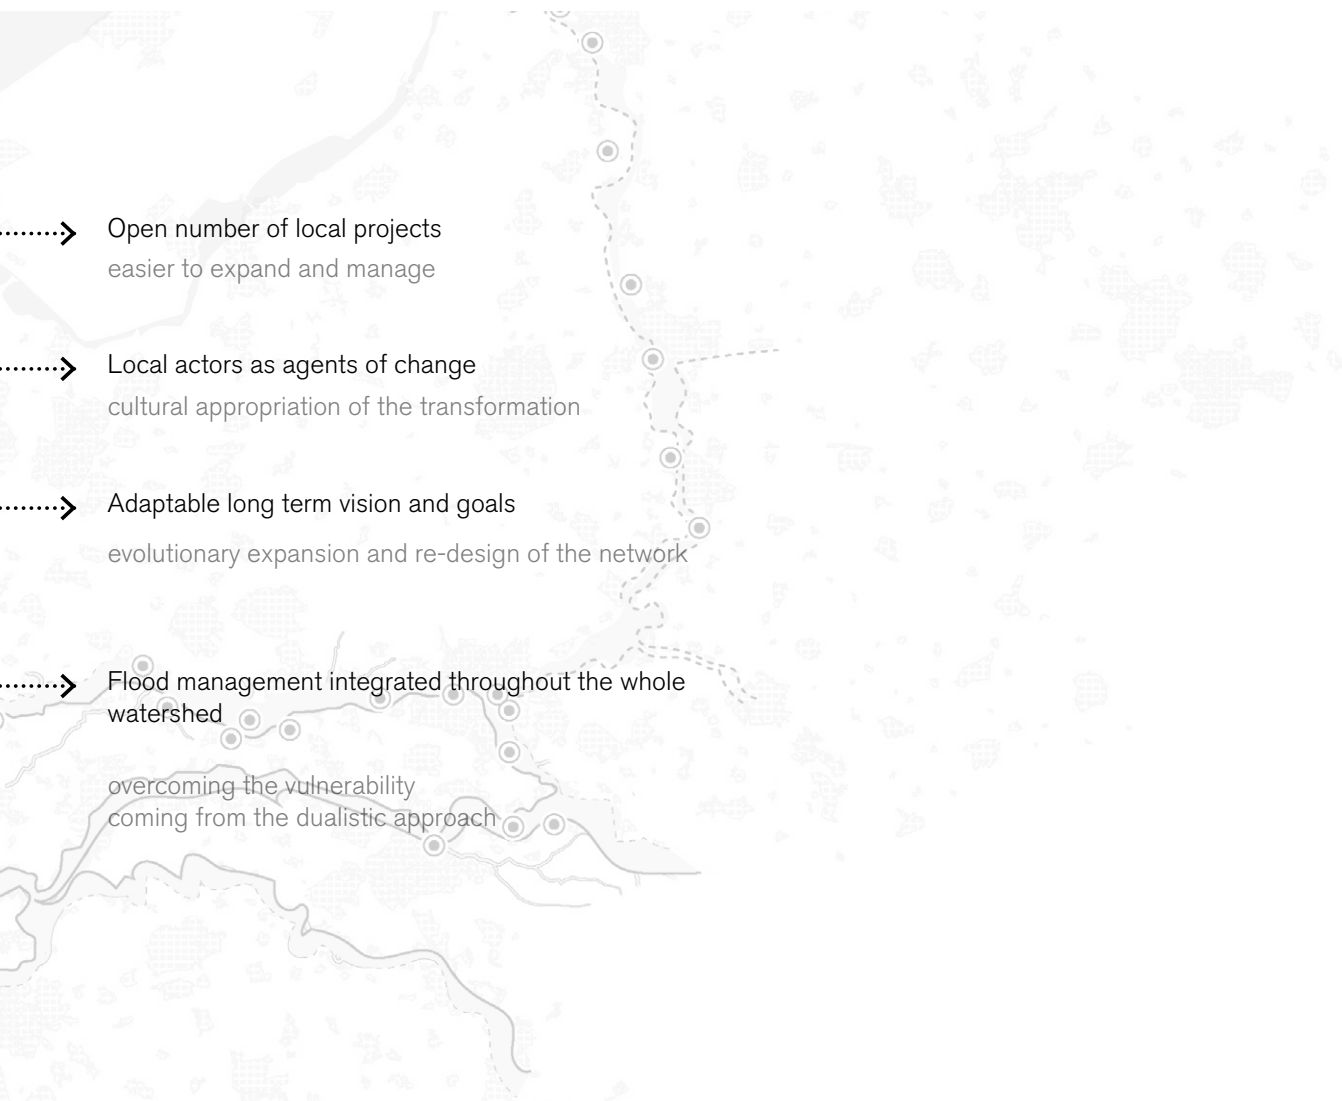 Open number of local projects
easier to expand and manage
Local actors as agents of change
cultural appropriation of the transformation
Adaptable long term vision and goals
evolutionary expansion and re-design of the network
Flood management integrated throughout the whole
watershed
overcoming the vulnerability
coming from the dualistic approach